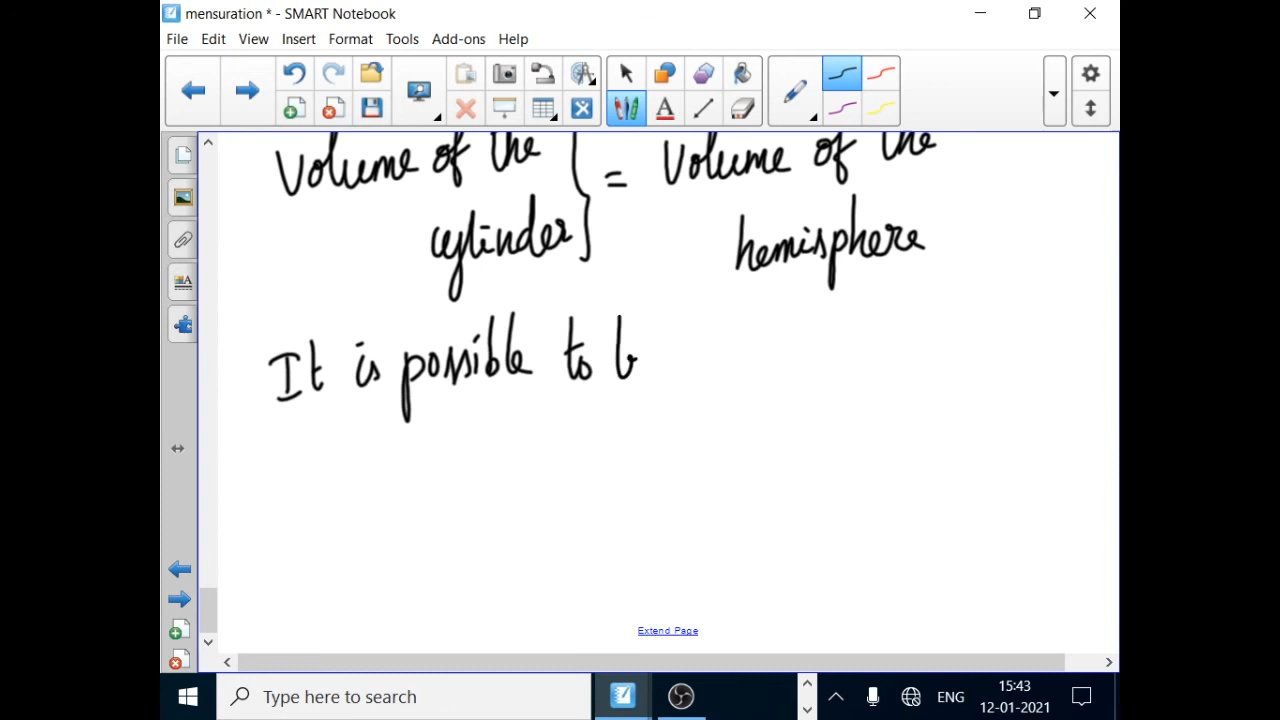 mensuration * - SMART Notebook
File Edit View Insert Format Tools Add-ons Help
Volume of the } = Volume of the
cylinder hemisphere
It is possible to b
Extend Page
Type here to search
ENG
15:43
12-01-2021